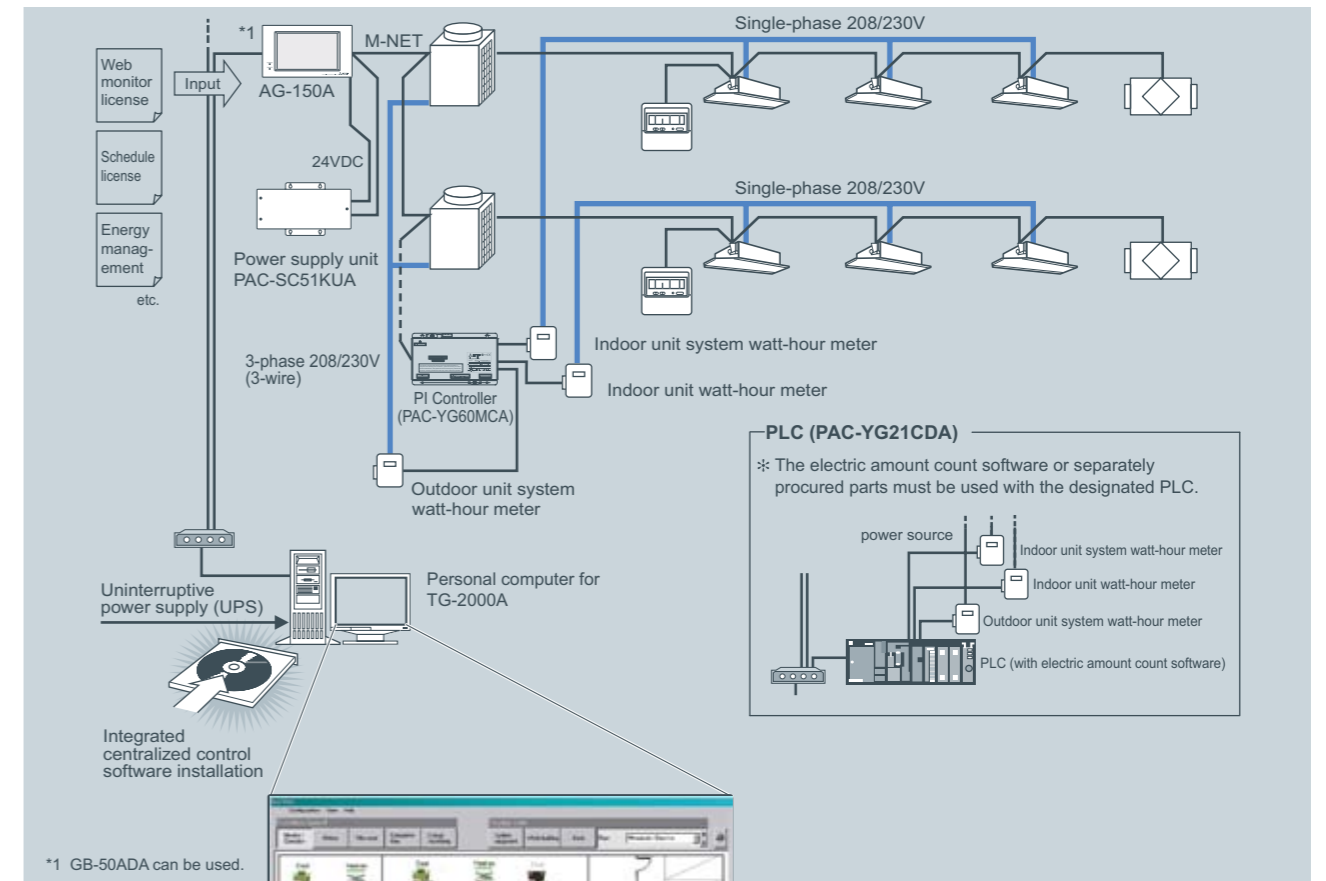 *1
M-NET
Single-phase 208/230V
Web
monitor
license
Input
AG-150A
Schedule
license
24VDC
Single-phase 208/230V
Energy
manag-
ement
etc.
Power supply unit
PAC-SC51KUA
3-phase 208/230V
(3-wire)
PI Controller
(PAC-YG60MCA)
Indoor unit system watt-hour meter
Indoor unit watt-hour meter
Outdoor unit system
watt-hour meter
PLC (PAC-YG21CDA)
✻ The electric amount count software or separately
procured parts must be used with the designated PLC.
power source
Indoor unit system watt-hour meter
Indoor unit watt-hour meter
Outdoor unit system watt-hour meter
PLC (with electric amount count software)
Uninterruptive
power supply (UPS)
Personal computer for
TG-2000A
Integrated
centralized control
software installation
*1 GB-50ADA can be used.